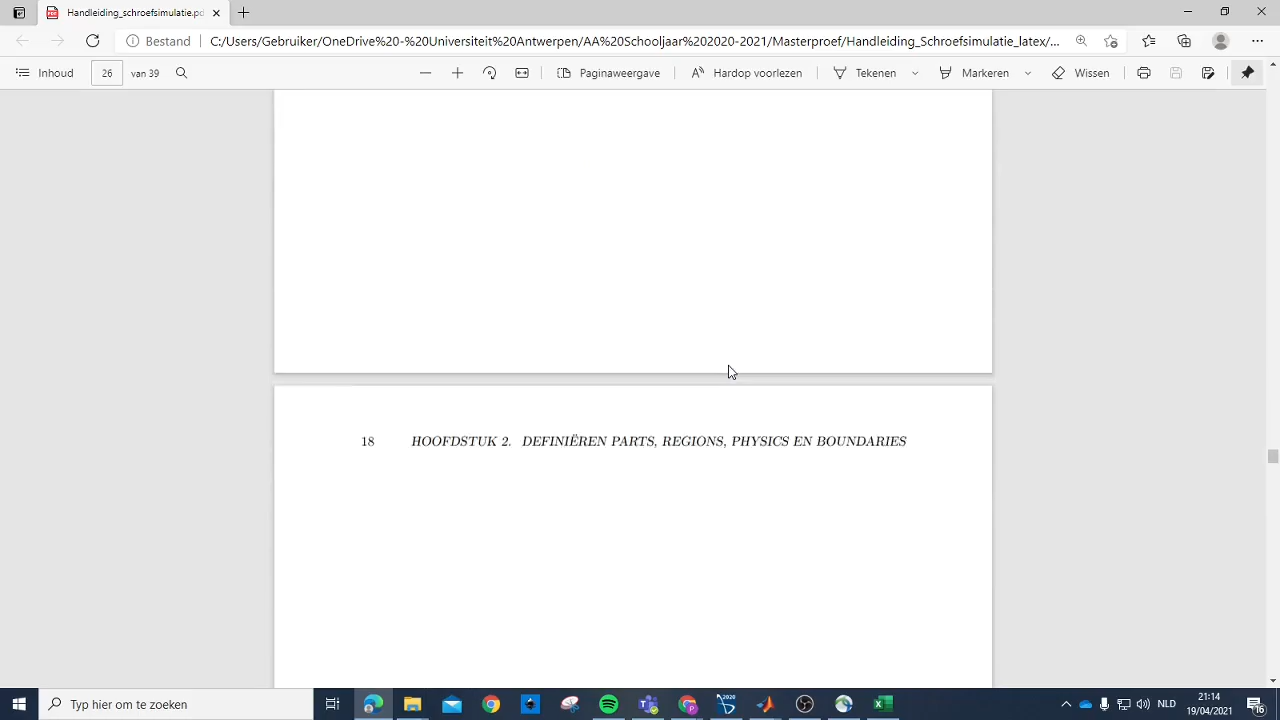 Handleiding_schroefsimulatie.pd
Bestand
C:/Users/Gebruiker/OneDrive%20-%20Universiteit%20Antwerpen/AA%20Schooljaar%202020-2021/Masterproef/Handleiding_Schroefsimulatie_latex/...
Inhoud
26
van 39
Paginaweergave
Hardop voorlezen
Tekenen
Markeren
Wissen
18 HOOFDSTUK 2. DEFINIËREN PARTS, REGIONS, PHYSICS EN BOUNDARIES
Typ hier om te zoeken
2020
NLD
21:14
19/04/2021
16